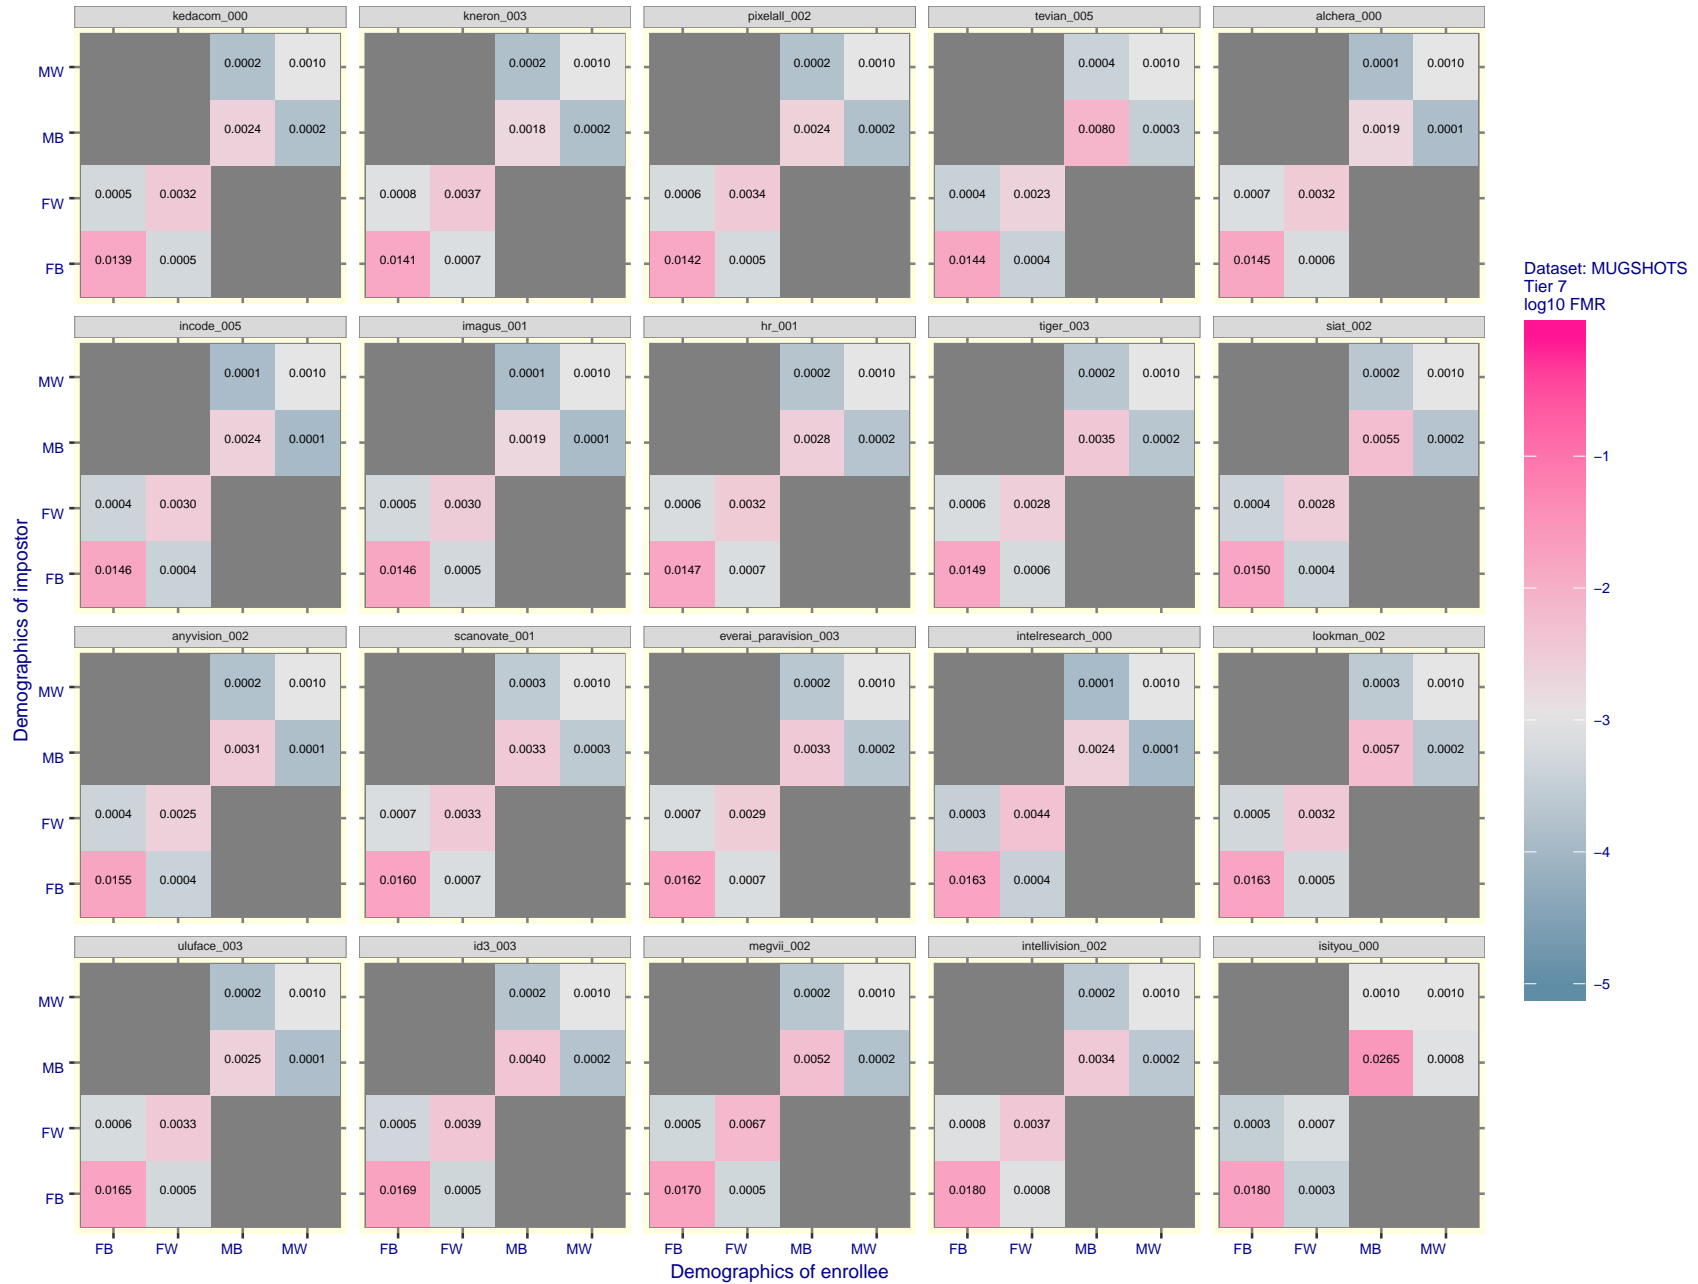 kedacom_000 kneron_003 pixelall_002 tevian_005 alchera_000
MW 0.0002 0.0010 0.0002 0.0010 0.0002 0.0010 0.0004 0.0010 0.0001 0.0010
MB 0.0024 0.0002 0.0018 0.0002 0.0024 0.0002 0.0080 0.0003 0.0019 0.0001
FW 0.0005 0.0032 0.0008 0.0037 0.0006 0.0034 0.0004 0.0023 0.0007 0.0032
FB 0.0139 0.0005 0.0141 0.0007 0.0142 0.0005 0.0144 0.0004 0.0145 0.0006
incode_005 imagus_001 hr_001 tiger_003 siat_002
MW 0.0001 0.0010 0.0001 0.0010 0.0002 0.0010 0.0002 0.0010 0.0002 0.0010
MB 0.0024 0.0001 0.0019 0.0001 0.0028 0.0002 0.0035 0.0002 0.0055 0.0002
FW 0.0004 0.0030 0.0005 0.0030 0.0006 0.0032 0.0006 0.0028 0.0004 0.0028
FB 0.0146 0.0004 0.0146 0.0005 0.0147 0.0007 0.0149 0.0006 0.0150 0.0004
anyvision_002 scanovate_001 everai_paravision_003 intelresearch_000 lookman_002
MW 0.0002 0.0010 0.0003 0.0010 0.0002 0.0010 0.0001 0.0010 0.0003 0.0010
MB 0.0031 0.0001 0.0033 0.0003 0.0033 0.0002 0.0024 0.0001 0.0057 0.0002
FW 0.0004 0.0025 0.0007 0.0033 0.0007 0.0029 0.0003 0.0044 0.0005 0.0032
FB 0.0155 0.0004 0.0160 0.0007 0.0162 0.0007 0.0163 0.0004 0.0163 0.0005
uluface_003 id3_003 megvii_002 intellivision_002 isityou_000
MW 0.0002 0.0010 0.0002 0.0010 0.0002 0.0010 0.0002 0.0010 0.0010 0.0010
MB 0.0025 0.0001 0.0040 0.0002 0.0052 0.0002 0.0034 0.0002 0.0265 0.0008
FW 0.0006 0.0033 0.0005 0.0039 0.0005 0.0067 0.0008 0.0037 0.0003 0.0007
FB 0.0165 0.0005 0.0169 0.0005 0.0170 0.0005 0.0180 0.0008 0.0180 0.0003
FB FW MB MW FB FW MB MW FB FW MB MW FB FW MB MW FB FW MB MW
Demographics of enrollee
Demographics of impostor
Dataset: MUGSHOTS
Tier 7
log10 FMR
−1
−2
−3
−4
−5